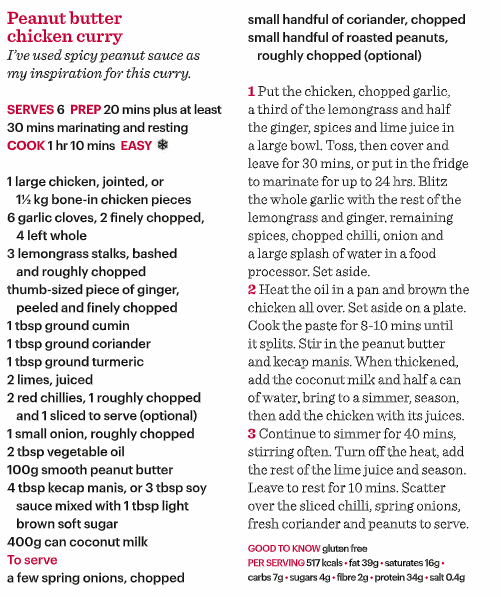 Peanut butter
chicken curry
I've used spicy peanut sauce as
my inspiration for this curry.
SERVES 6 PREP 20 mins plus at least
30 mins marinating and resting
COOK 1 hr 10 mins EASY ❄
1 large chicken, jointed, or
1½ kg bone-in chicken pieces
6 garlic cloves, 2 finely chopped,
4 left whole
3 lemongrass stalks, bashed
and roughly chopped
thumb-sized piece of ginger,
peeled and finely chopped
1 tbsp ground cumin
1 tbsp ground coriander
1 tbsp ground turmeric
2 limes, juiced
2 red chillies, 1 roughly chopped
and 1 sliced to serve (optional)
1 small onion, roughly chopped
2 tbsp vegetable oil
100g smooth peanut butter
4 tbsp kecap manis, or 3 tbsp soy
sauce mixed with 1 tbsp light
brown soft sugar
400g can coconut milk
To serve
a few spring onions, chopped
small handful of coriander, chopped
small handful of roasted peanuts,
roughly chopped (optional)
1 Put the chicken, chopped garlic,
a third of the lemongrass and half
the ginger, spices and lime juice in
a large bowl. Toss, then cover and
leave for 30 mins, or put in the fridge
to marinate for up to 24 hrs. Blitz
the whole garlic with the rest of the
lemongrass and ginger, remaining
spices, chopped chilli, onion and
a large splash of water in a food
processor. Set aside.
2 Heat the oil in a pan and brown the
chicken all over. Set aside on a plate.
Cook the paste for 8-10 mins until
it splits. Stir in the peanut butter
and kecap manis. When thickened,
add the coconut milk and half a can
of water, bring to a simmer, season,
then add the chicken with its juices.
3 Continue to simmer for 40 mins,
stirring often. Turn off the heat, add
the rest of the lime juice and season.
Leave to rest for 10 mins. Scatter
over the sliced chilli, spring onions,
fresh coriander and peanuts to serve.
GOOD TO KNOW gluten free
PER SERVING 517 kcals • fat 39g • saturates 16g •
carbs 7g • sugars 4g • fibre 2g • protein 34g • salt 0.4g